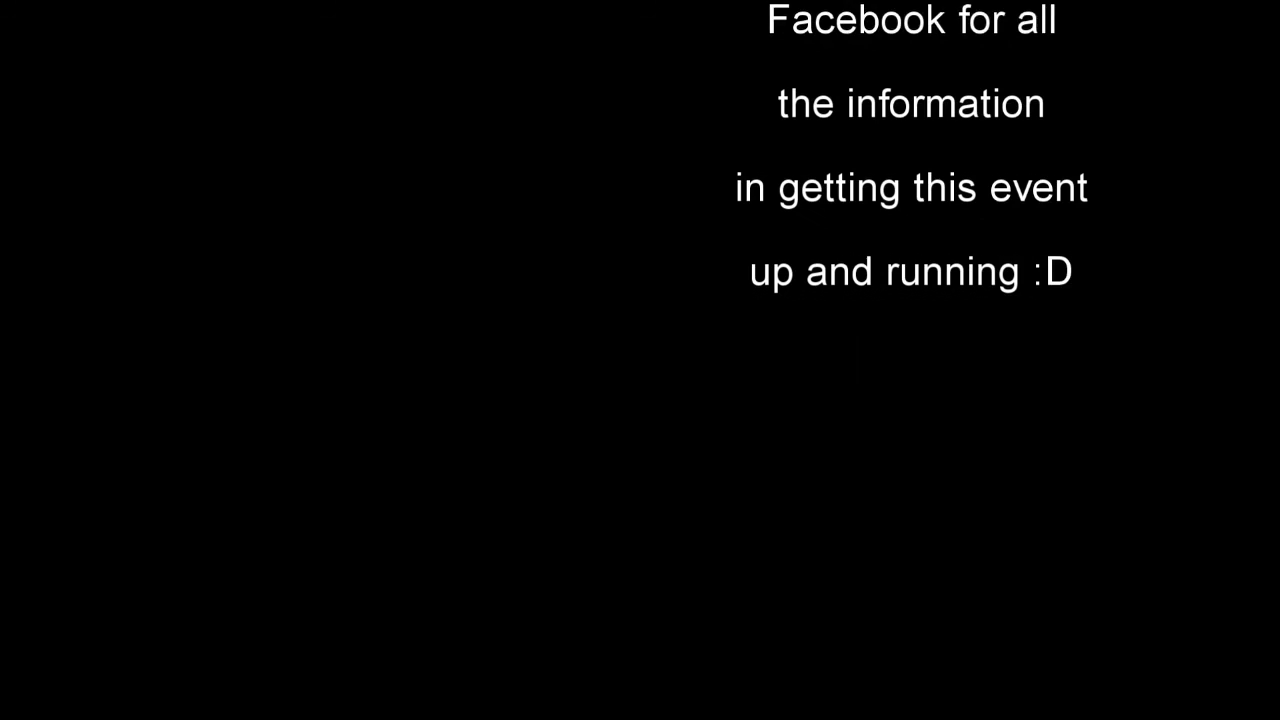 Facebook for all
the information
in getting this event
up and running :D